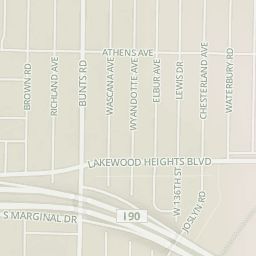 ATHENS AVE
BROWN RD
RICHLAND AVE
BUNTS RD
WASCANA AVE
WYANDOTTE AVE
ELBUR AVE
LEWIS DR
CHESTERLAND AVE
WATERBURY RD
LAKEWOOD HEIGHTS BLVD
S MARGINAL DR
I 90
W 136TH ST
JOSLYN RD